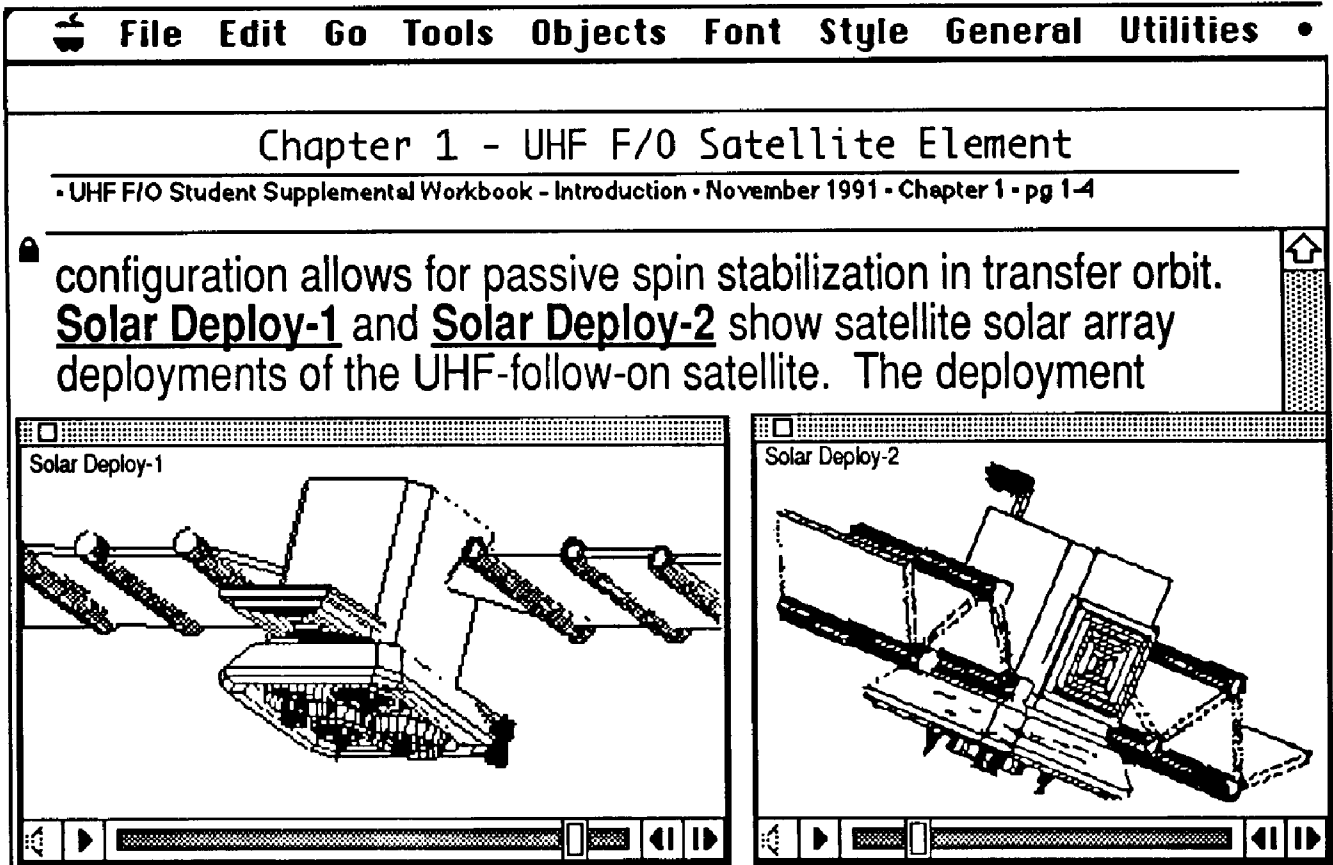 File Edit Go Tools Objects Font Style General Utilities •
Chapter 1 - UHF F/O Satellite Element
• UHF F/O Student Supplemental Workbook - Introduction • November 1991 - Chapter 1 - pg 1-4
configuration allows for passive spin stabilization in transfer orbit.
Solar Deploy-1 and Solar Deploy-2 show satellite solar array
deployments of the UHF-follow-on satellite. The deployment
Solar Deploy-1
Solar Deploy-2